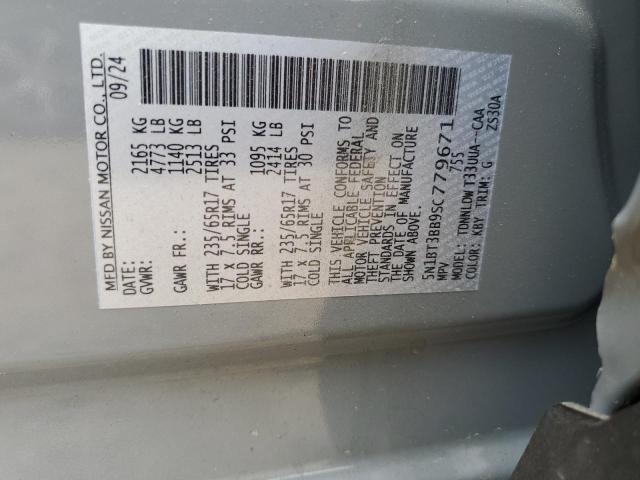 MFD BY NISSAN MOTOR CO., LTD.
DATE: 09/24
GVWR: 2165 KG
4773 LB
GAWR FR: 1140 KG
2513 LB
WITH 235/65R17 TIRES
17 X 7.5 RIMS AT 33 PSI
COLD SINGLE
GAWR RR: 1095 KG
2414 LB
WITH 235/65R17 TIRES
17 X 7.5 RIMS AT 30 PSI
COLD SINGLE
THIS VEHICLE CONFORMS TO
ALL APPLICABLE FEDERAL
MOTOR VEHICLE SAFETY AND
THEFT PREVENTION
STANDARDS IN EFFECT ON
THE DATE OF MANUFACTURE
SHOWN ABOVE.
5N1BT3BB9SC779671
MPV 755
MODEL: TDNNLDW T33UUA-CAA
COLOR: KBY TRIM: G ZS30A